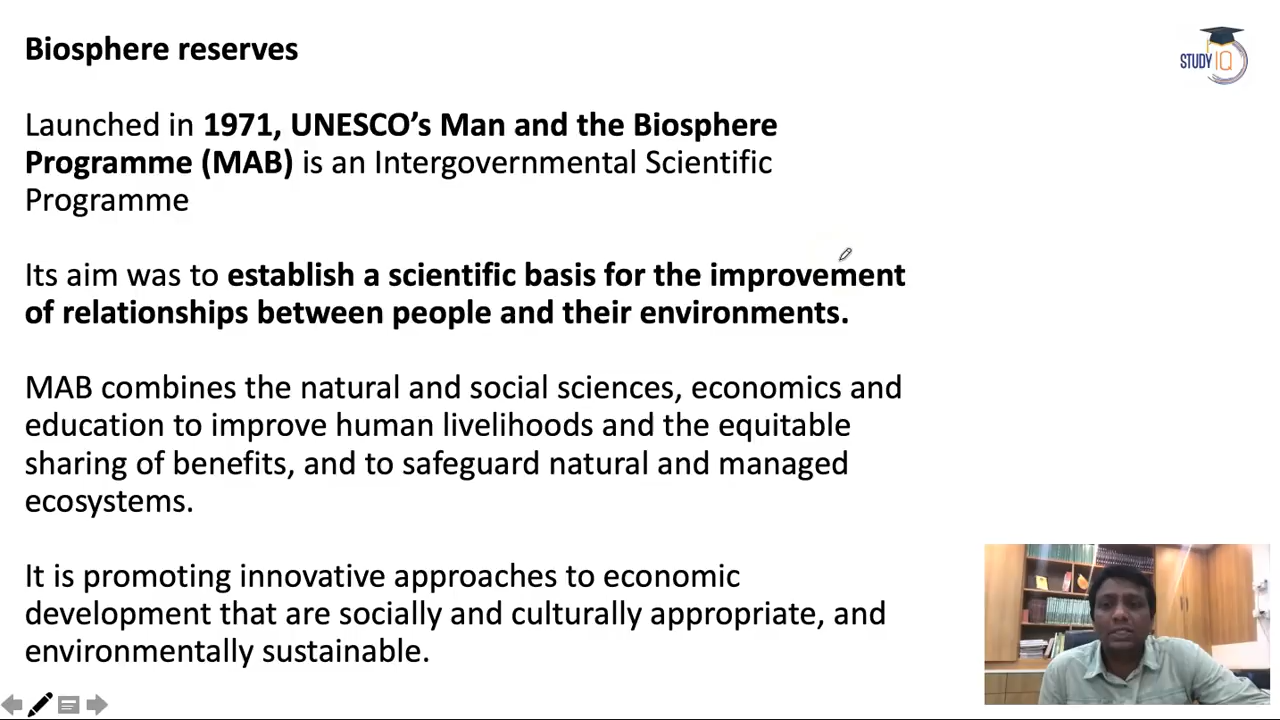 Biosphere reserves
STUDY IQ
Launched in 1971, UNESCO’s Man and the Biosphere
Programme (MAB) is an Intergovernmental Scientific
Programme
Its aim was to establish a scientific basis for the improvement
of relationships between people and their environments.
MAB combines the natural and social sciences, economics and
education to improve human livelihoods and the equitable
sharing of benefits, and to safeguard natural and managed
ecosystems.
It is promoting innovative approaches to economic
development that are socially and culturally appropriate, and
environmentally sustainable.